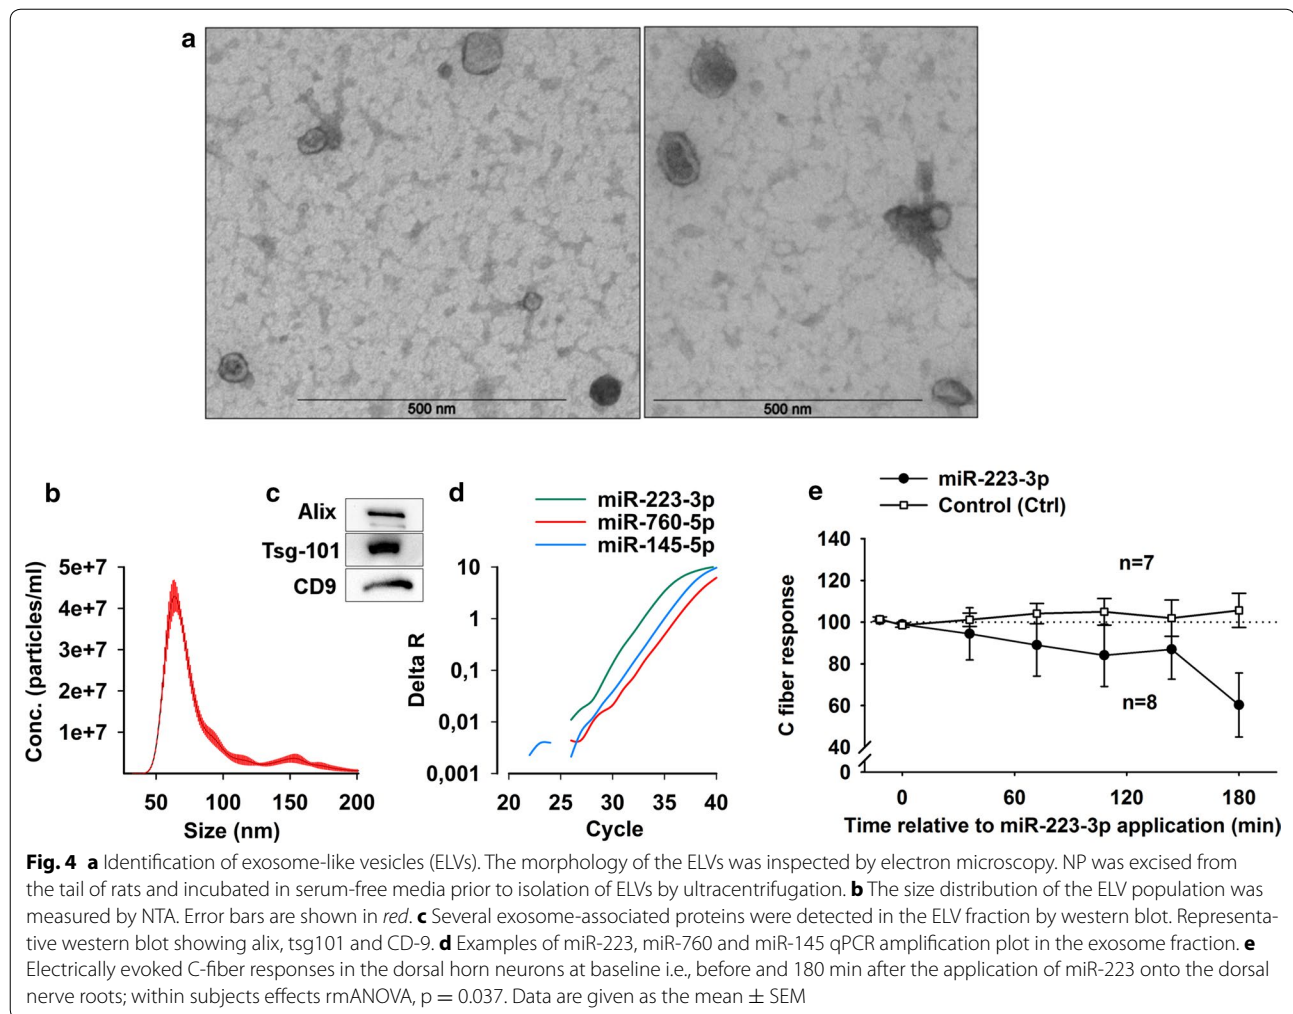 a
500 nm
500 nm
b
5e+7
4e+7
3e+7
2e+7
1e+7
Conc. (particles/ml)
50 100 150 200
Size (nm)
c
Alix
Tsg-101
CD9
d
miR-223-3p
miR-760-5p
miR-145-5p
10
1
0,1
0,01
0,001
Delta R
20 25 30 35 40
Cycle
e
miR-223-3p
Control (Ctrl)
140
120
100
80
60
40
0
C fiber response
n=7
n=8
0 60 120 180
Time relative to miR-223-3p application (min)
Fig. 4 a Identification of exosome-like vesicles (ELVs). The morphology of the ELVs was inspected by electron microscopy. NP was excised from
the tail of rats and incubated in serum-free media prior to isolation of ELVs by ultracentrifugation. b The size distribution of the ELV population was
measured by NTA. Error bars are shown in red. c Several exosome-associated proteins were detected in the ELV fraction by western blot. Representa-
tive western blot showing alix, tsg101 and CD-9. d Examples of miR-223, miR-760 and miR-145 qPCR amplification plot in the exosome fraction. e
Electrically evoked C-fiber responses in the dorsal horn neurons at baseline i.e., before and 180 min after the application of miR-223 onto the dorsal
nerve roots; within subjects effects rmANOVA, p = 0.037. Data are given as the mean ± SEM